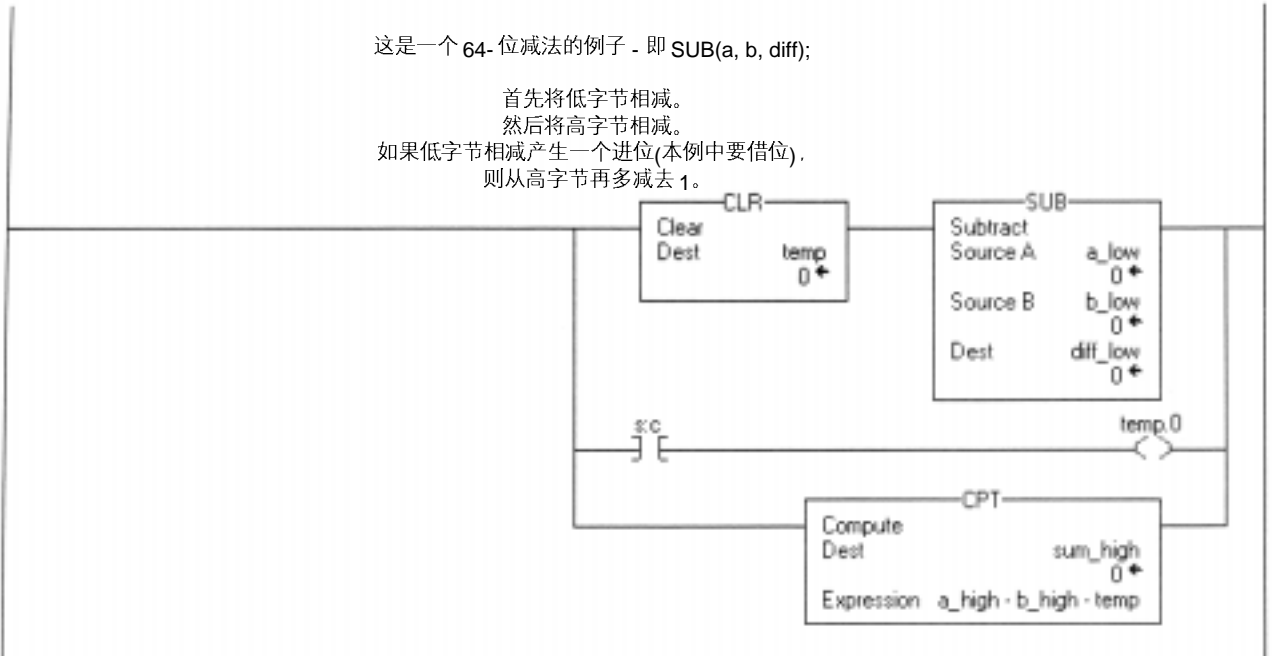 这是一个 64- 位减法的例子 - 即 SUB(a, b, diff);
首先将低字节相减。
然后将高字节相减。
如果低字节相减产生一个进位(本例中要借位),
则从高字节再多减去 1。
CLR
Clear
Dest temp
0
SUB
Subtract
Source A a_low
0
Source B b_low
0
Dest diff_low
0
s:c
temp.0
CPT
Compute
Dest sum_high
0
Expression a_high - b_high - temp